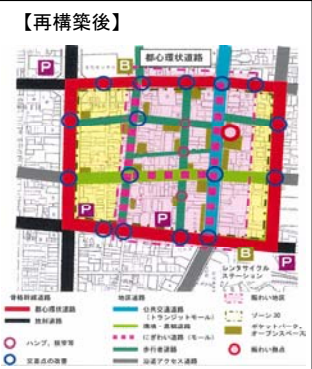 【再構築後】
都心環状道路
P
B
P
P
P
B
レンタサイクル
ステーション
骨格幹線道路
都心環状道路
放射道路
ハンプ、狭窄等
交差点の改善
地区道路
公共交通道路
(トランジットモール)
環境・景観道路
にぎわい道路(モール)
歩行者道路
沿道アクセス道路
賑わい地区
ゾーン30
ポケットパーク、
オープンスペース
賑わい拠点